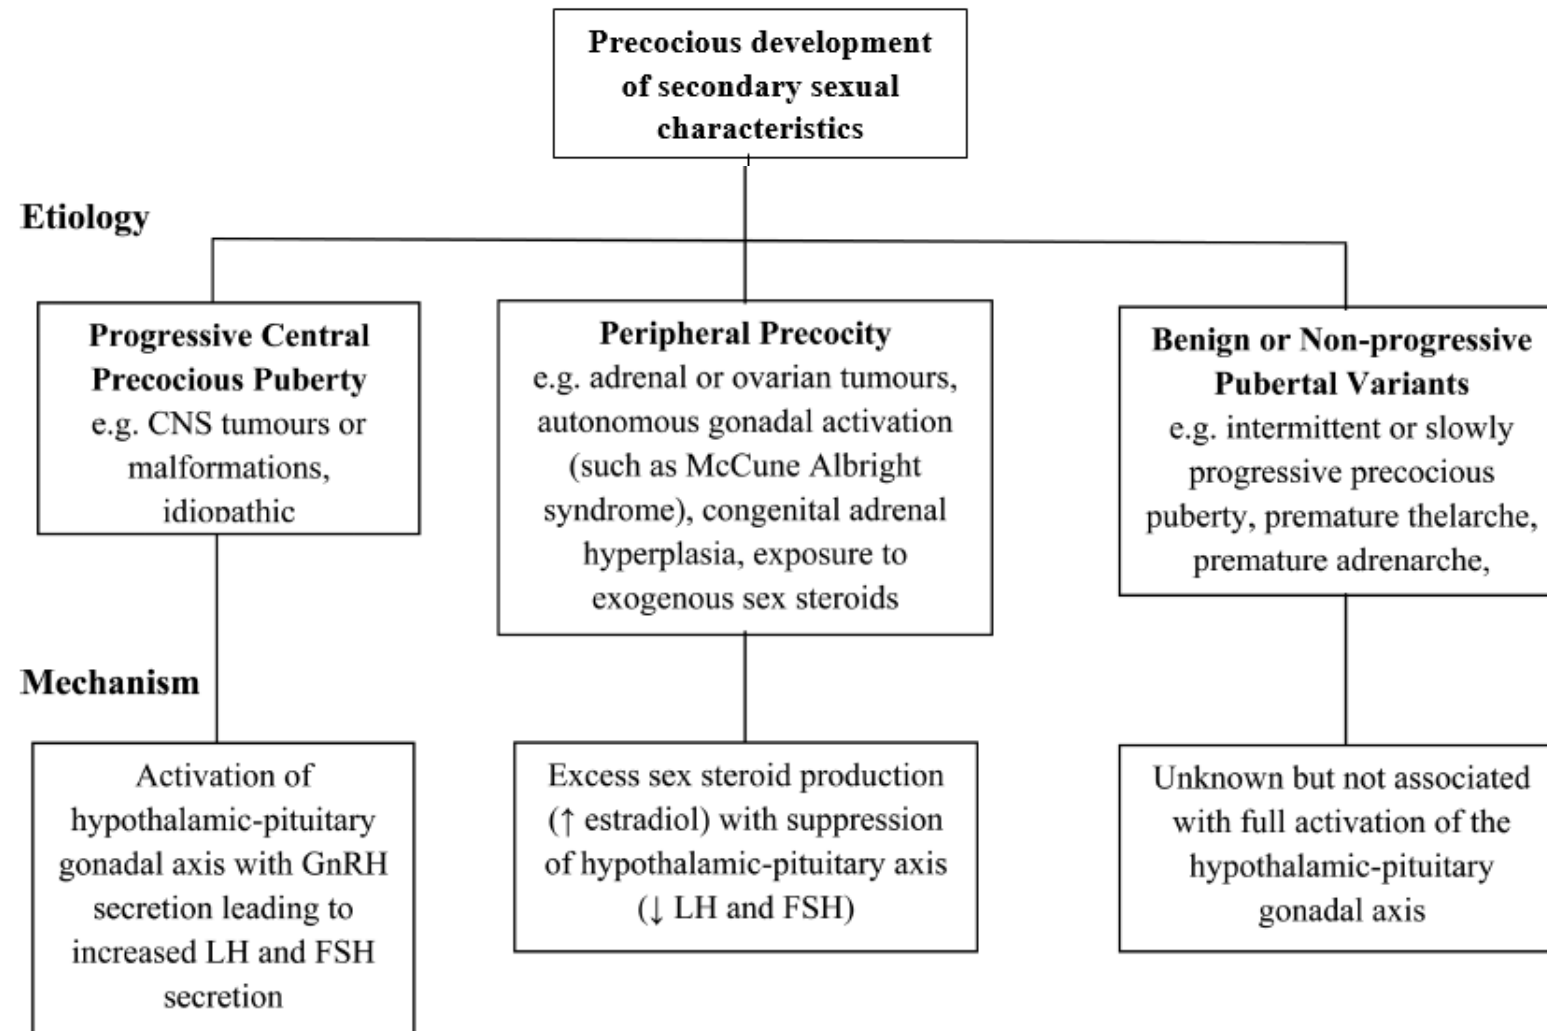 Precocious development
of secondary sexual
characteristics
Etiology
Progressive Central
Precocious Puberty
e.g. CNS tumours or
malformations,
idiopathic
Peripheral Precocity
e.g. adrenal or ovarian tumours,
autonomous gonadal activation
(such as McCune Albright
syndrome), congenital adrenal
hyperplasia, exposure to
exogenous sex steroids
Benign or Non-progressive
Pubertal Variants
e.g. intermittent or slowly
progressive precocious
puberty, premature thelarche,
premature adrenarche,
Mechanism
Activation of
hypothalamic-pituitary
gonadal axis with GnRH
secretion leading to
increased LH and FSH
secretion
Excess sex steroid production
(↑ estradiol) with suppression
of hypothalamic-pituitary axis
(↓ LH and FSH)
Unknown but not associated
with full activation of the
hypothalamic-pituitary
gonadal axis